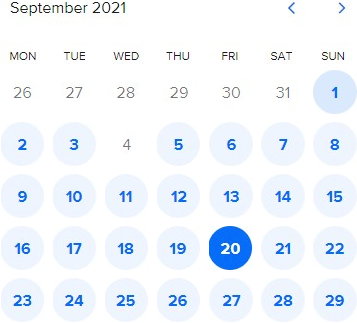 September 2021
MON TUE WED THU FRI SAT SUN
26 27 28 29 30 31 1
2 3 4 5 6 7 8
9 10 11 12 13 14 15
16 17 18 19 20 21 22
23 24 25 26 27 28 29